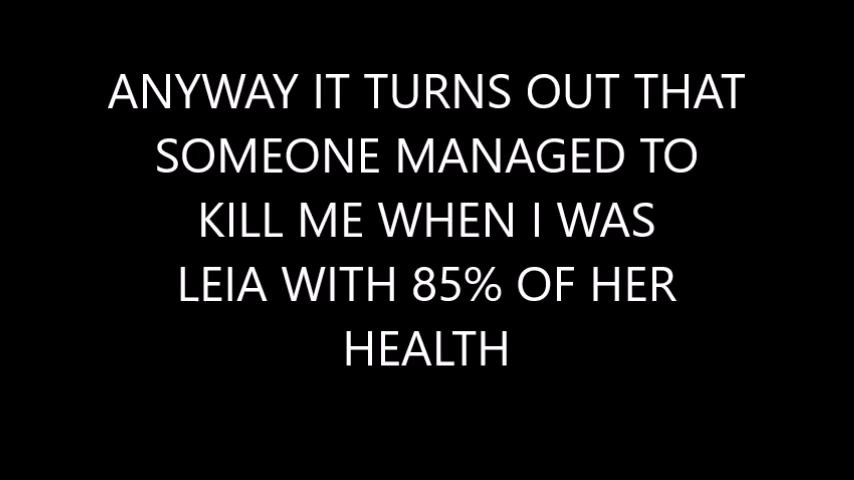 ANYWAY IT TURNS OUT THAT
SOMEONE MANAGED TO
KILL ME WHEN I WAS
LEIA WITH 85% OF HER
HEALTH